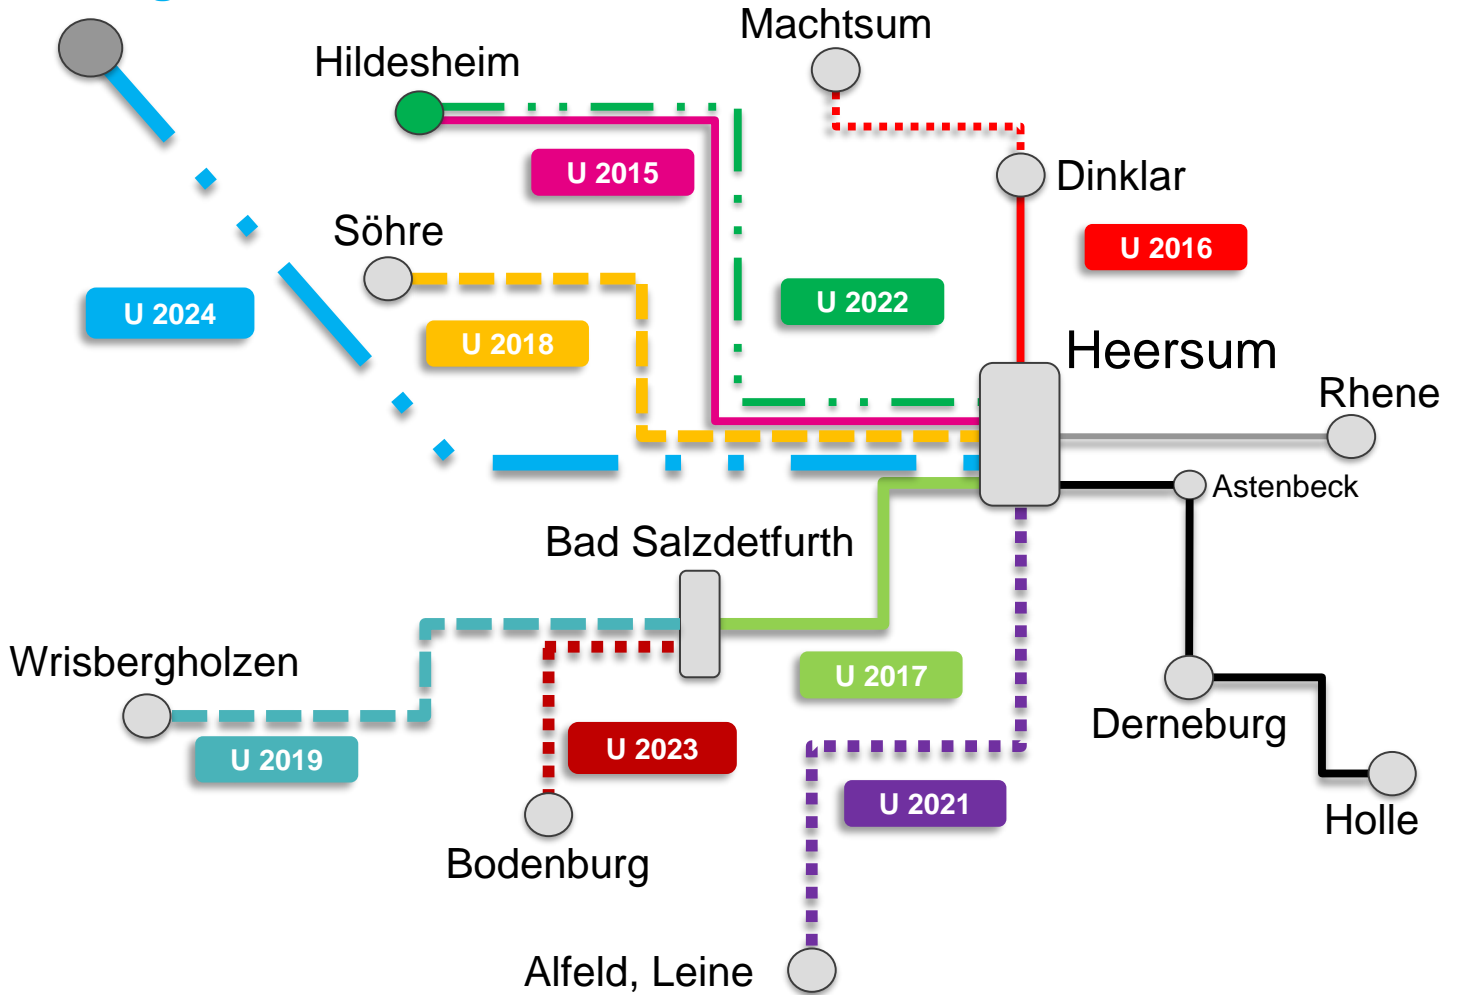 Machtsum
Hildesheim
U 2015
Dinklar
Söhre
U 2016
U 2024
U 2022
U 2018
Heersum
Rhene
Astenbeck
Bad Salzdetfurth
Wrisbergholzen
U 2017
Derneburg
U 2019
U 2023
U 2021
Holle
Bodenburg
Alfeld, Leine